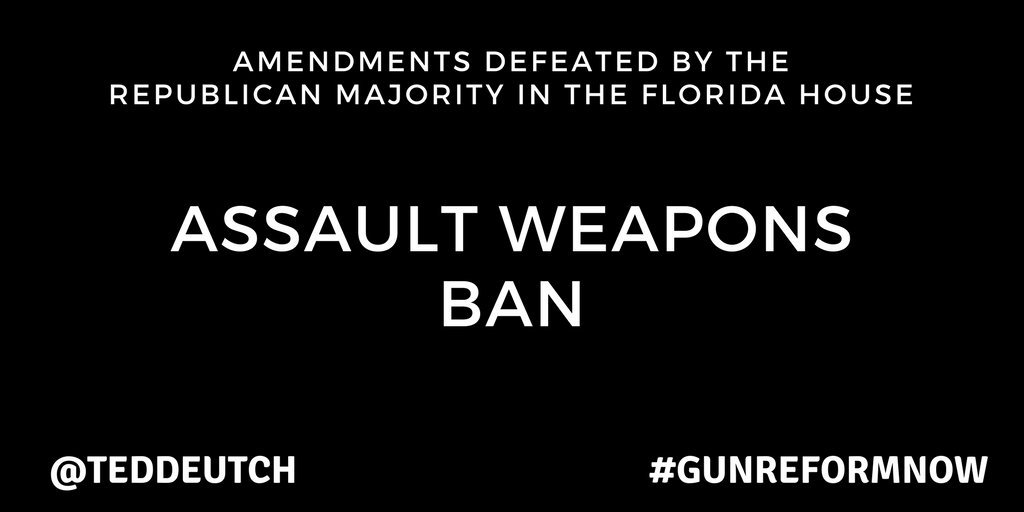 AMENDMENTS DEFEATED BY THE
REPUBLICAN MAJORITY IN THE FLORIDA HOUSE
ASSAULT WEAPONS
BAN
@TEDDEUTCH
#GUNREFORMNOW